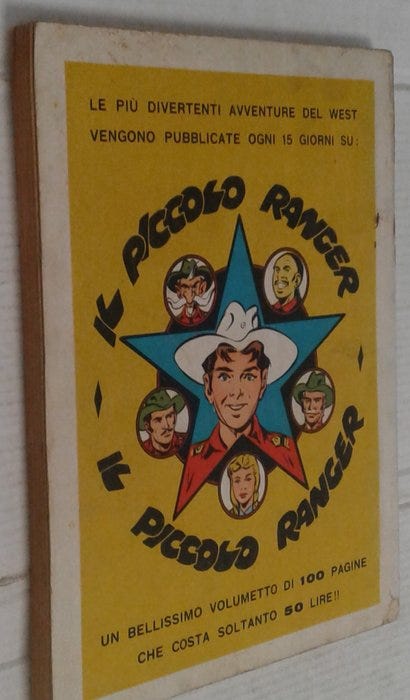 LE PIÙ DIVERTENTI AVVENTURE DEL WEST
VENGONO PUBBLICATE OGNI 15 GIORNI SU:
IL PICCOLO RANGER
IL PICCOLO RANGER
UN BELLISSIMO VOLUMETTO DI 100 PAGINE
CHE COSTA SOLTANTO 50 LIRE!!